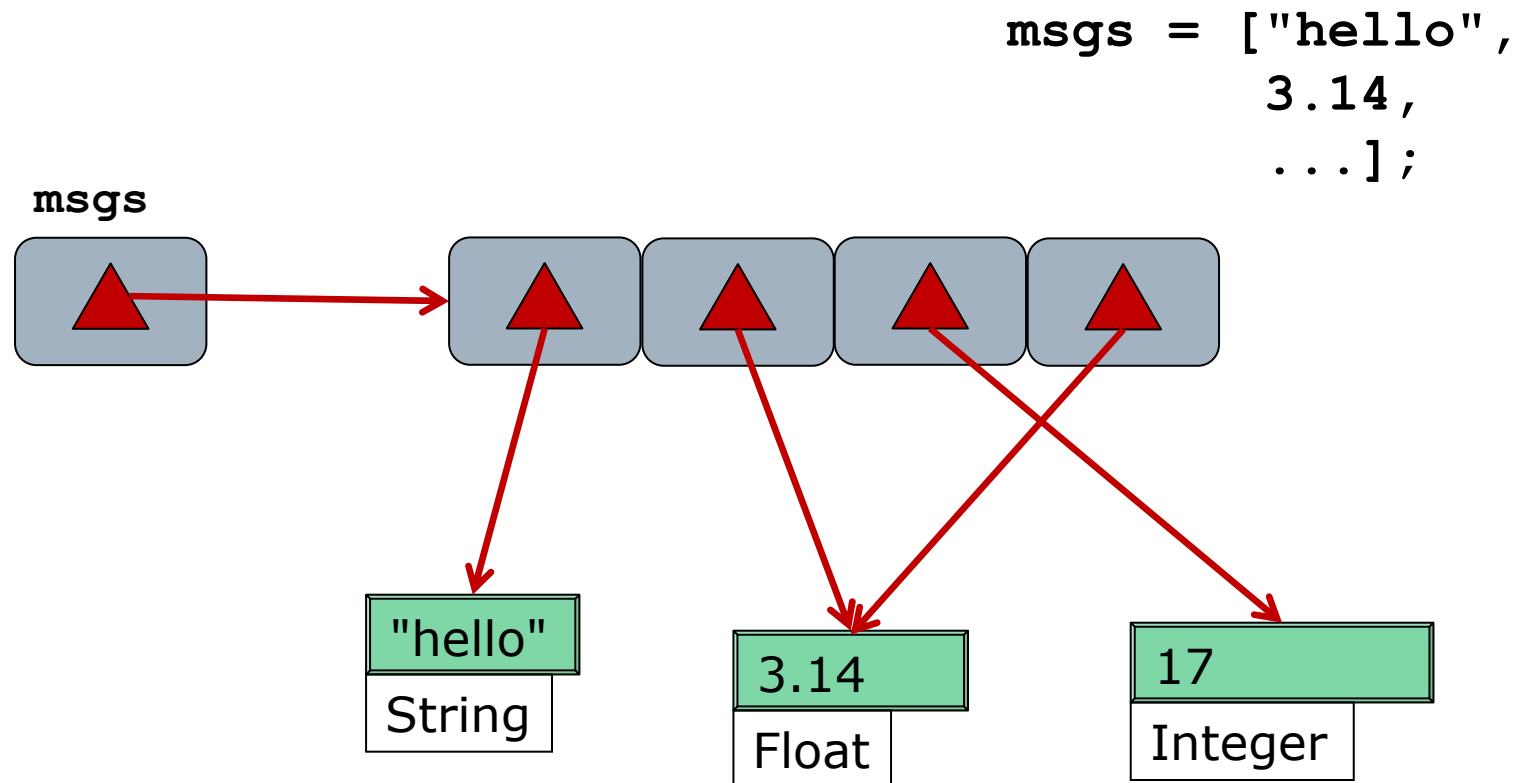 msgs = ["hello",
3.14,
...];
msgs
"hello"
String
3.14
Float
17
Integer